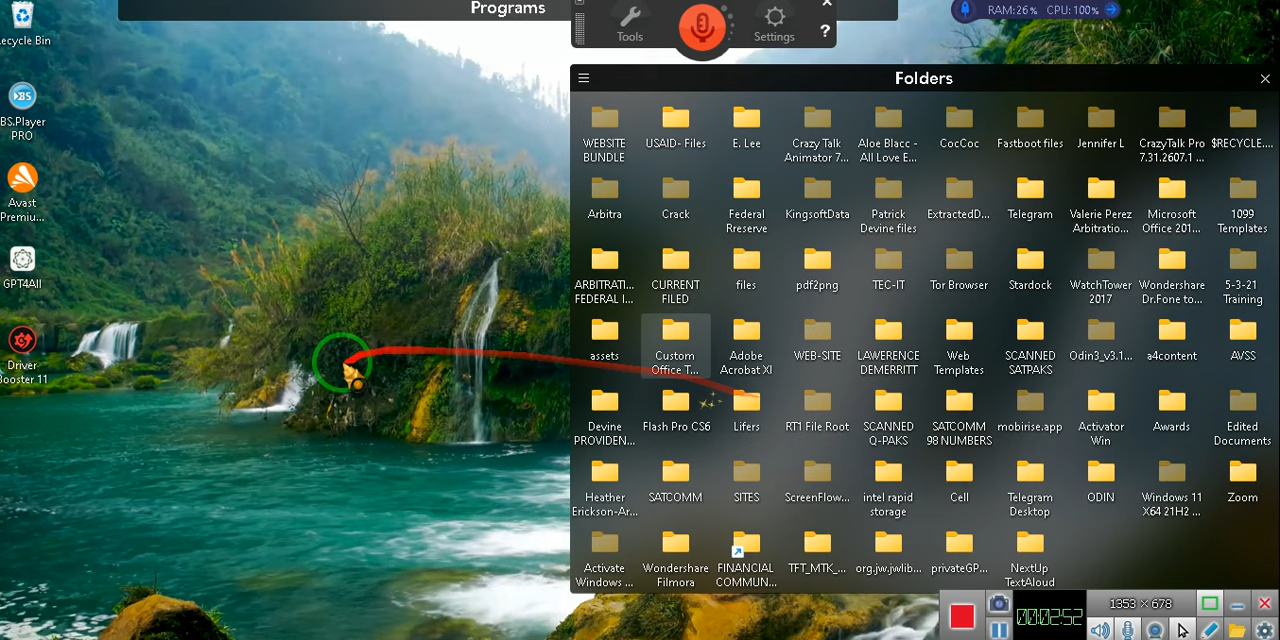 Programs
RAM:26% CPU:100%
Tools
Settings
?
Folders
ecycle Bin
BS
BS.Player
PRO
Avast
Premiu...
GPT4All
Driver
Booster 11
WEBSITE
BUNDLE
USAID- Files
E. Lee
Crazy Talk
Animator 7...
Aloe Blacc -
All Love E...
CocCoc
Fastboot files
Jennifer L
CrazyTalk Pro
7.31.2607.1 ...
$RECYCLE....
Arbitra
Crack
Federal
Rreserve
KingsoftData
Patrick
Devine files
ExtractedD...
Telegram
Valerie Perez
Arbitratio...
Microsoft
Office 201...
1099
Templates
ARBITRATI...
FEDERAL I...
CURRENT
FILED
files
pdf2png
TEC-IT
Tor Browser
Stardock
WatchTower
2017
Wondershare
Dr.Fone to...
5-3-21
Training
assets
Custom
Office T...
Adobe
Acrobat XI
WEB-SITE
LAWERENCE
DEMERRITT
Web
Templates
SCANNED
SATPAKS
Odin3_v3.1...
a4content
AVSS
Devine
PROVIDEN...
Flash Pro CS6
Lifers
RT1 File Root
SCANNED
Q-PAKS
SATCOMM
98 NUMBERS
mobirise.app
Activator
Win
Awards
Edited
Documents
Heather
Erickson-Ar...
SATCOMM
SITES
ScreenFlow...
intel rapid
storage
Cell
Telegram
Desktop
ODIN
Windows 11
X64 21H2 ...
Zoom
Activate
Windows ...
Wondershare
Filmora
FINANCIAL
COMMUN...
TFT_MTK_...
org.jw.jwlib...
privateGP...
NextUp
TextAloud
00:02:52
1353 × 678